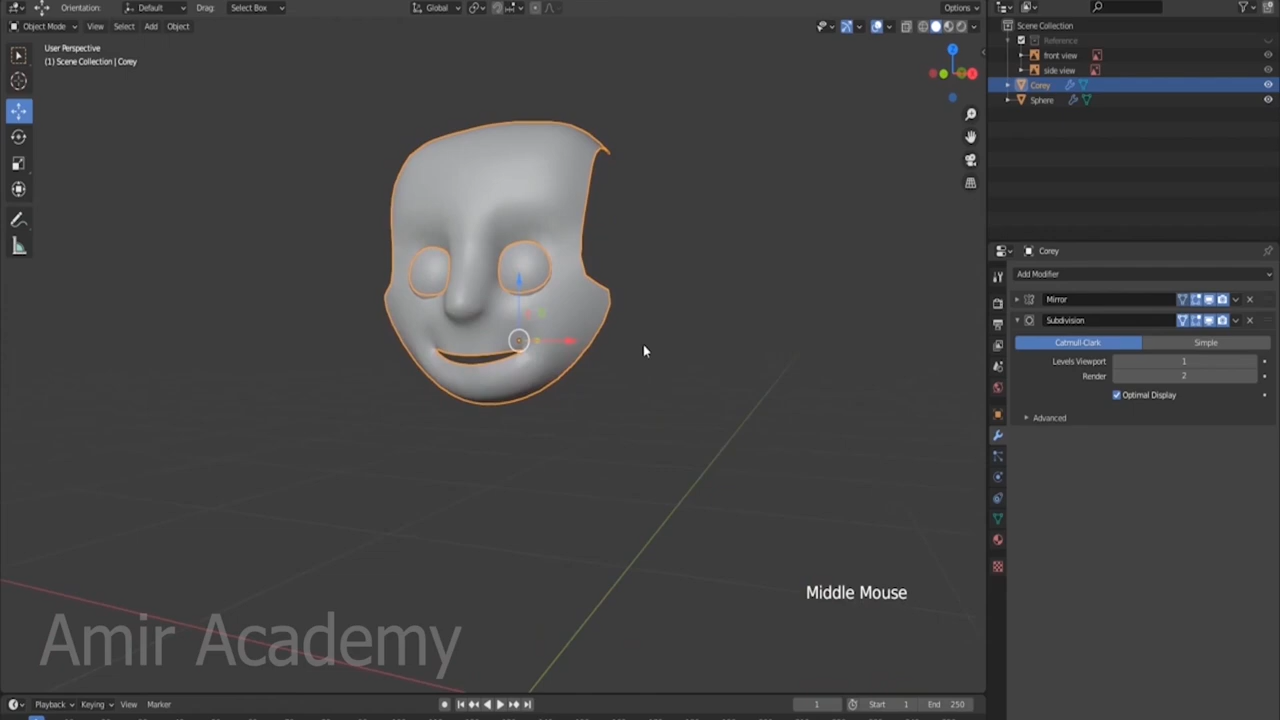 Orientation: Default Drag: Select Box Global Options
Object Mode View Select Add Object
User Perspective
(1) Scene Collection | Corey
Z
X
Scene Collection
Reference
front view
side view
Corey
Sphere
Corey
Add Modifier
Mirror
Subdivision
Catmull-Clark Simple
Levels Viewport 1
Render 2
Optimal Display
Advanced
Middle Mouse
Amir Academy
Playback Keying View Marker 1 Start 1 End 250